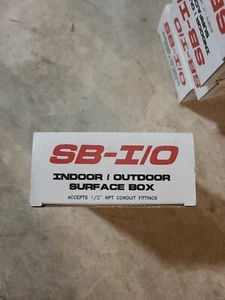 SB-I/O
INDOOR / OUTDOOR
SURFACE BOX
ACCEPTS 1/2" NPT CONDUIT FITTINGS